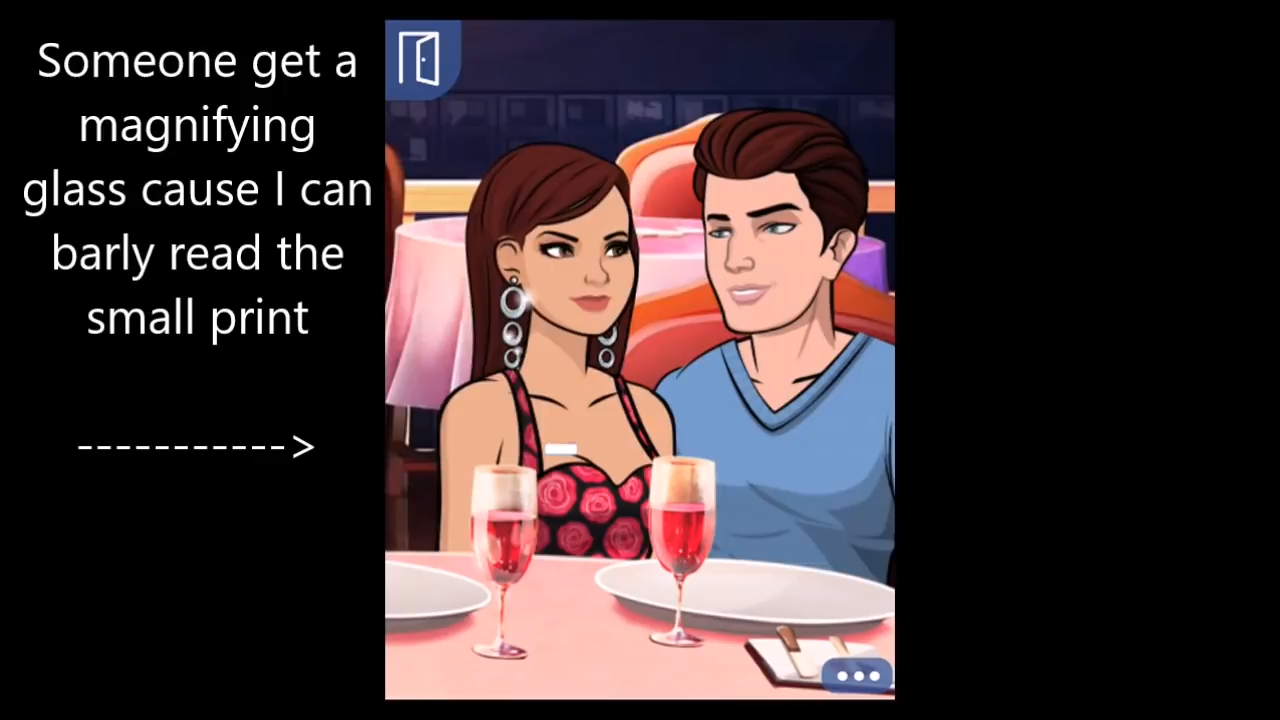 Someone get a
magnifying
glass cause I can
barly read the
small print
----------->